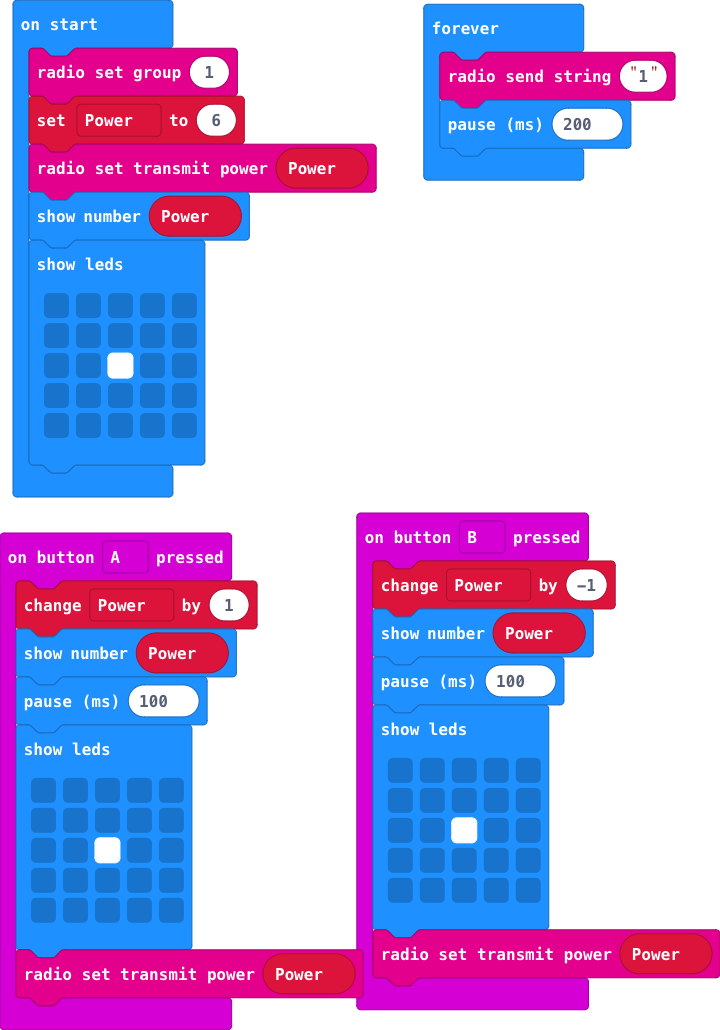 on start
radio set group 1
set Power to 6
radio set transmit power Power
show number Power
show leds
forever
radio send string "1"
pause (ms) 200
on button A pressed
change Power by 1
show number Power
pause (ms) 100
show leds
radio set transmit power Power
on button B pressed
change Power by −1
show number Power
pause (ms) 100
show leds
radio set transmit power Power